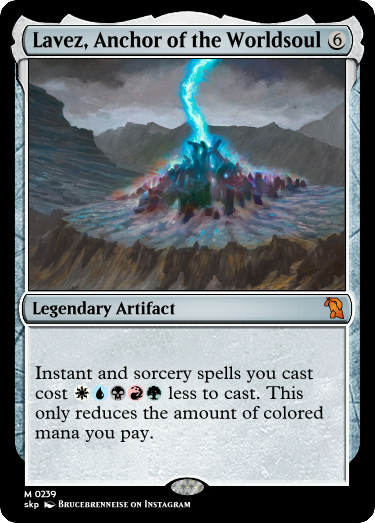 Lavez, Anchor of the Worldsoul 6
Legendary Artifact
Instant and sorcery spells you cast
cost less to cast. This
only reduces the amount of colored
mana you pay.
M 0239
skp Brucebrenneise on Instagram